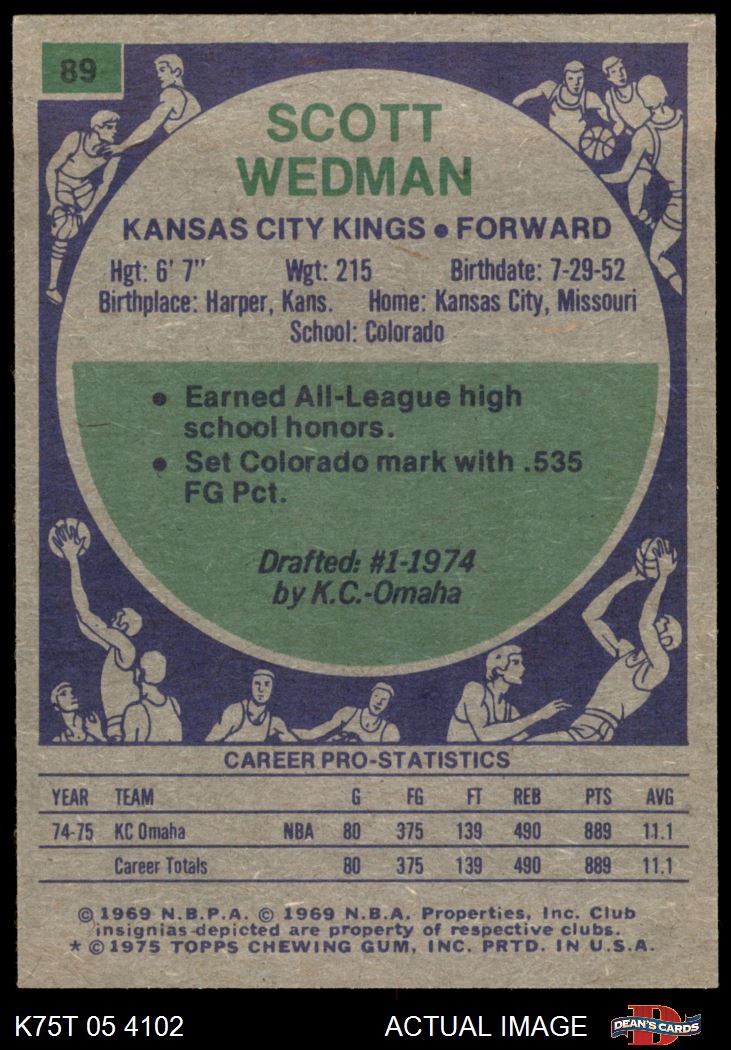 89
SCOTT
WEDMAN
KANSAS CITY KINGS • FORWARD
Hgt: 6' 7" Wgt: 215 Birthdate: 7-29-52
Birthplace: Harper, Kans. Home: Kansas City, Missouri
School: Colorado
• Earned All-League high
school honors.
• Set Colorado mark with .535
FG Pct.
Drafted: #1-1974
by K.C.-Omaha
CAREER PRO-STATISTICS
YEAR TEAM G FG FT REB PTS AVG
74-75 KC Omaha NBA 80 375 139 490 889 11.1
Career Totals 80 375 139 490 889 11.1
© 1969 N.B.P.A. © 1969 N.B.A. Properties, Inc. Club
insignias depicted are property of respective clubs.
* © 1975 TOPPS CHEWING GUM, INC. PRTD. IN U.S.A.
K75T 05 4102 ACTUAL IMAGE D DEAN'S CARDS